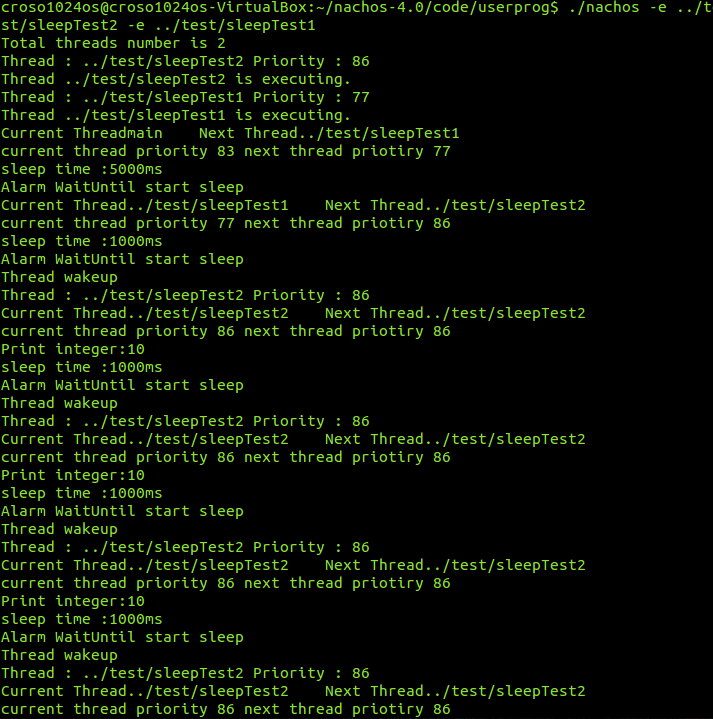 croso1024os@croso1024os-VirtualBox:~/nachos-4.0/code/userprog$ ./nachos -e ../t
st/sleepTest2 -e ../test/sleepTest1
Total threads number is 2
Thread : ../test/sleepTest2 Priority : 86
Thread ../test/sleepTest2 is executing.
Thread : ../test/sleepTest1 Priority : 77
Thread ../test/sleepTest1 is executing.
Current Threadmain    Next Thread../test/sleepTest1
current thread priority 83 next thread priotiry 77
sleep time :5000ms
Alarm WaitUntil start sleep
Current Thread../test/sleepTest1    Next Thread../test/sleepTest2
current thread priority 77 next thread priotiry 86
sleep time :1000ms
Alarm WaitUntil start sleep
Thread wakeup
Thread : ../test/sleepTest2 Priority : 86
Current Thread../test/sleepTest2    Next Thread../test/sleepTest2
current thread priority 86 next thread priotiry 86
Print integer:10
sleep time :1000ms
Alarm WaitUntil start sleep
Thread wakeup
Thread : ../test/sleepTest2 Priority : 86
Current Thread../test/sleepTest2    Next Thread../test/sleepTest2
current thread priority 86 next thread priotiry 86
Print integer:10
sleep time :1000ms
Alarm WaitUntil start sleep
Thread wakeup
Thread : ../test/sleepTest2 Priority : 86
Current Thread../test/sleepTest2    Next Thread../test/sleepTest2
current thread priority 86 next thread priotiry 86
Print integer:10
sleep time :1000ms
Alarm WaitUntil start sleep
Thread wakeup
Thread : ../test/sleepTest2 Priority : 86
Current Thread../test/sleepTest2    Next Thread../test/sleepTest2
current thread priority 86 next thread priotiry 86